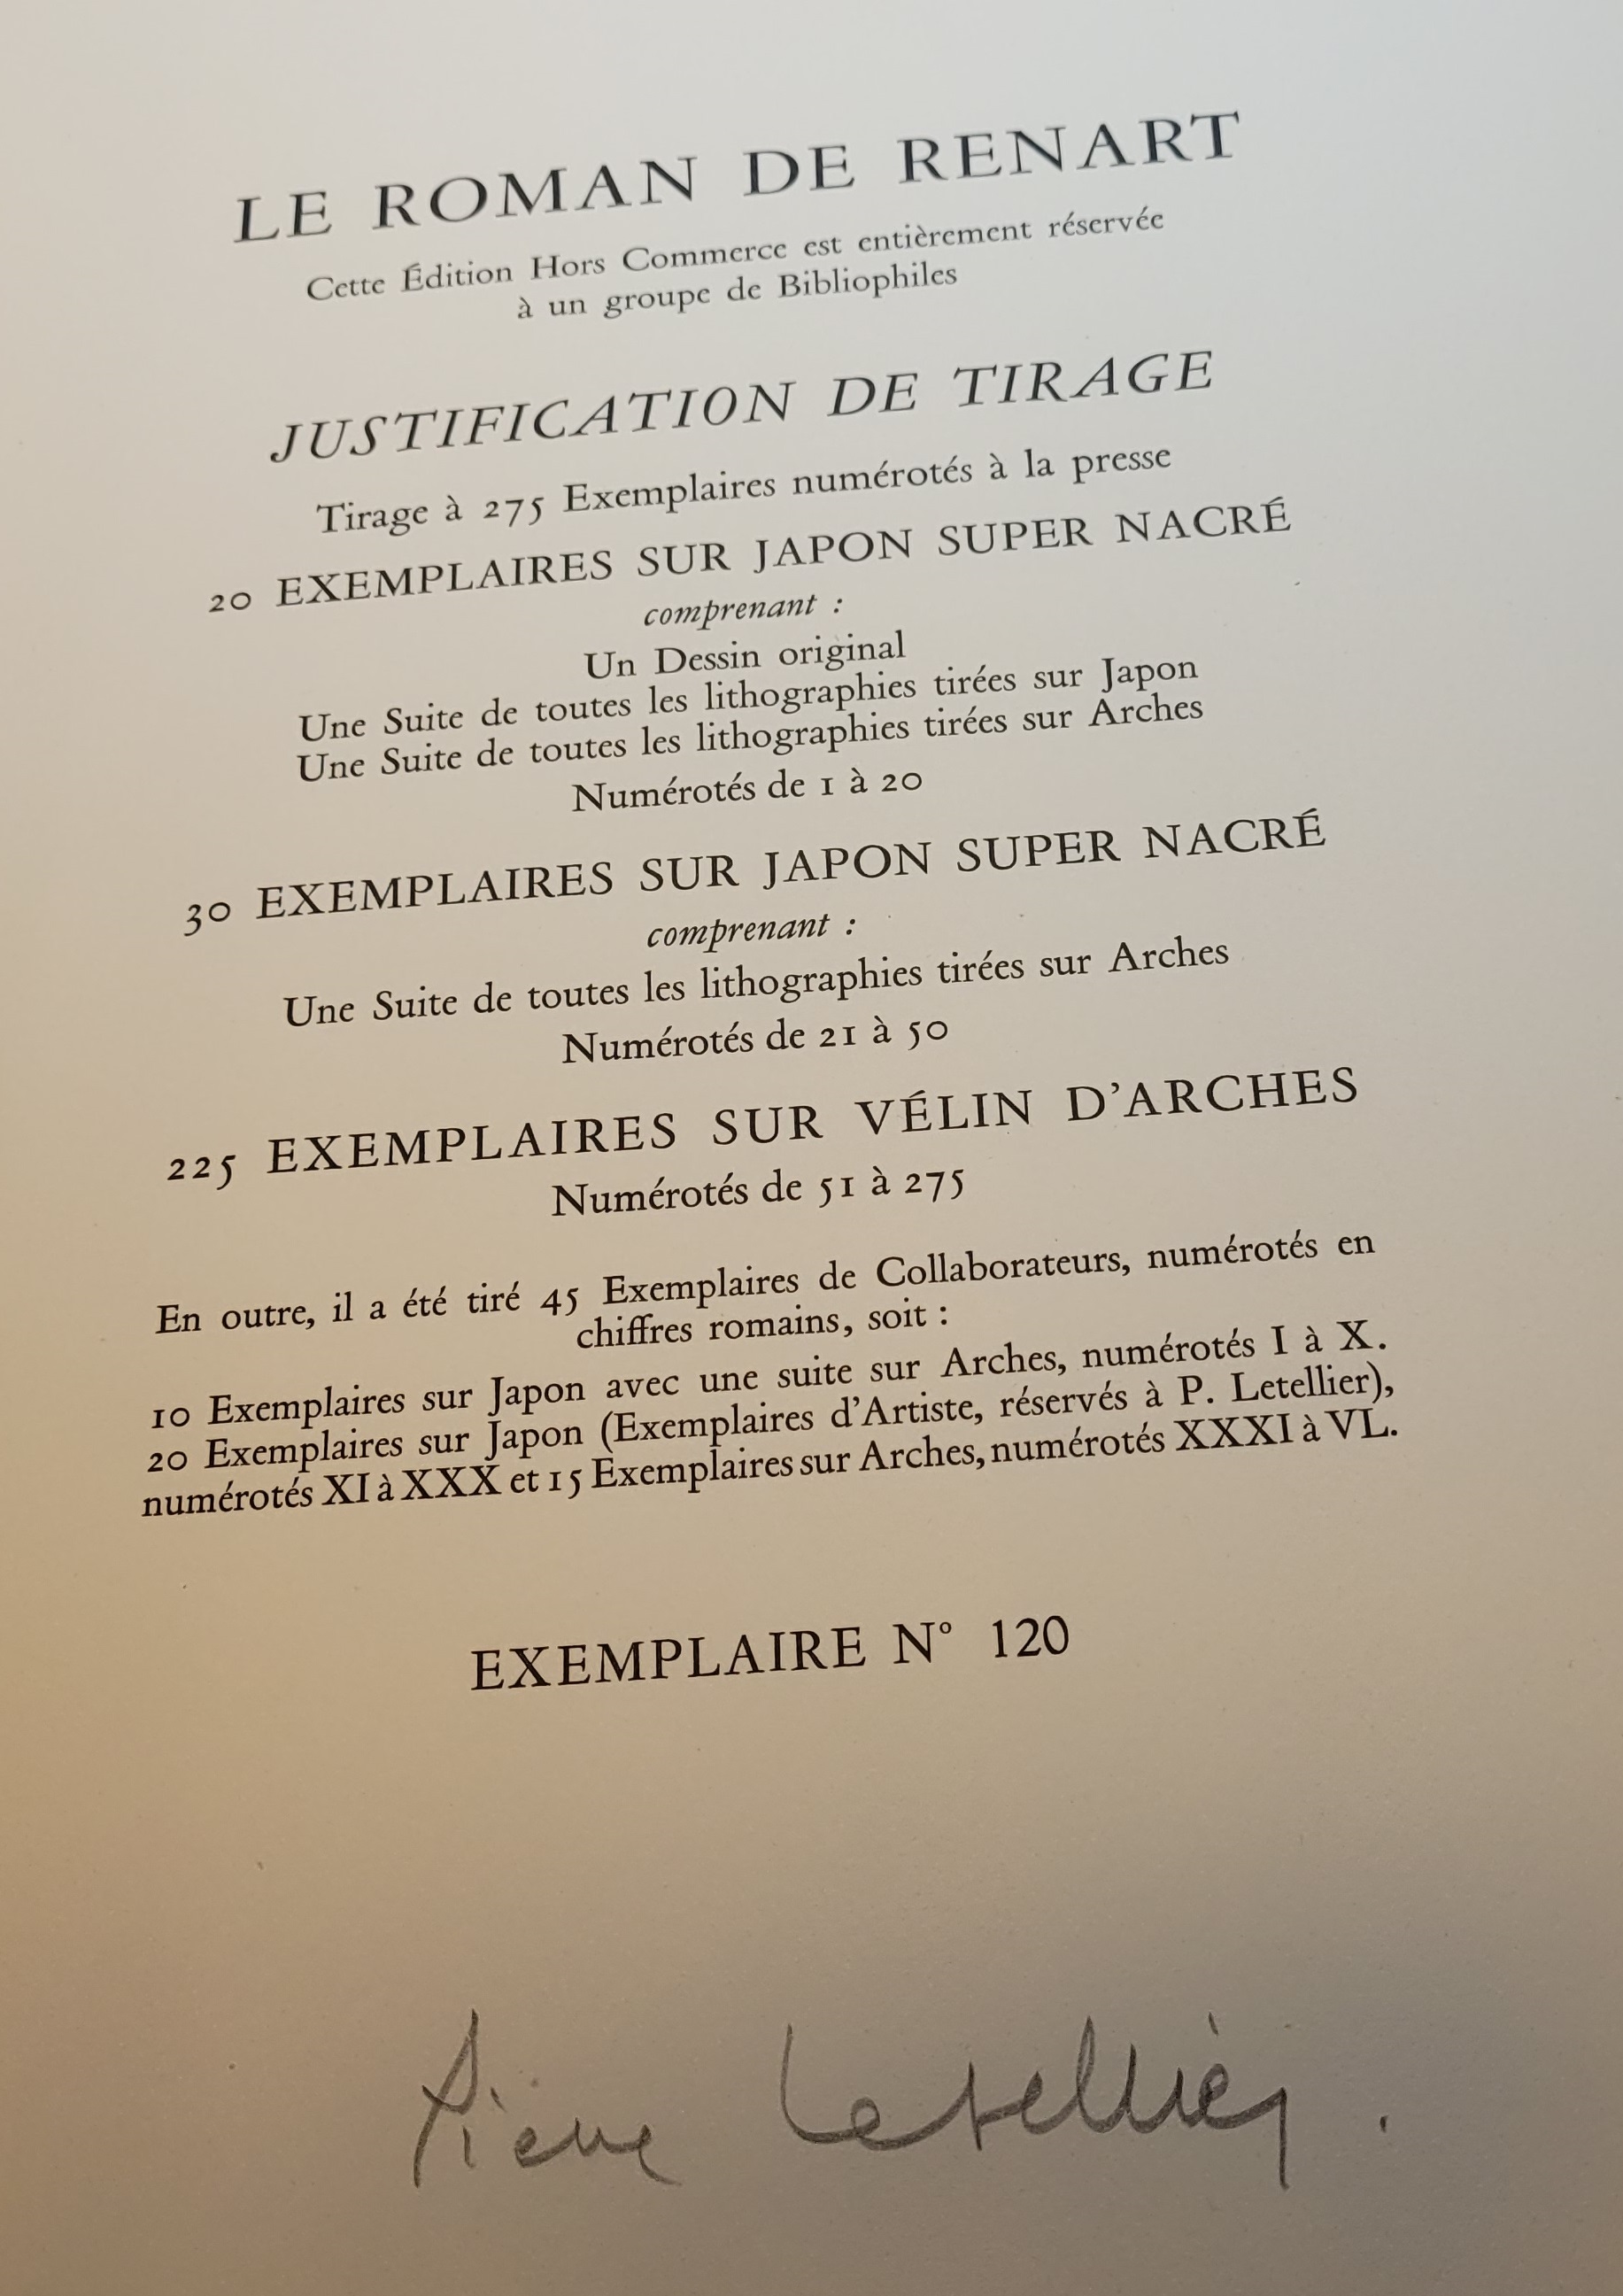 LE ROMAN DE RENART
Cette Édition Hors Commerce est entièrement réservée
à un groupe de Bibliophiles
JUSTIFICATION DE TIRAGE
Tirage à 275 Exemplaires numérotés à la presse
20 EXEMPLAIRES SUR JAPON SUPER NACRÉ
comprenant :
Un Dessin original
Une Suite de toutes les lithographies tirées sur Japon
Une Suite de toutes les lithographies tirées sur Arches
Numérotés de 1 à 20
30 EXEMPLAIRES SUR JAPON SUPER NACRÉ
comprenant :
Une Suite de toutes les lithographies tirées sur Arches
Numérotés de 21 à 50
225 EXEMPLAIRES SUR VÉLIN D'ARCHES
Numérotés de 51 à 275
En outre, il a été tiré 45 Exemplaires de Collaborateurs, numérotés en
chiffres romains, soit :
10 Exemplaires sur Japon avec une suite sur Arches, numérotés I à X.
20 Exemplaires sur Japon (Exemplaires d'Artiste, réservés à P. Letellier),
numérotés XI à XXX et 15 Exemplaires sur Arches, numérotés XXXI à VL.
EXEMPLAIRE N° 120
Pierre Letellier.